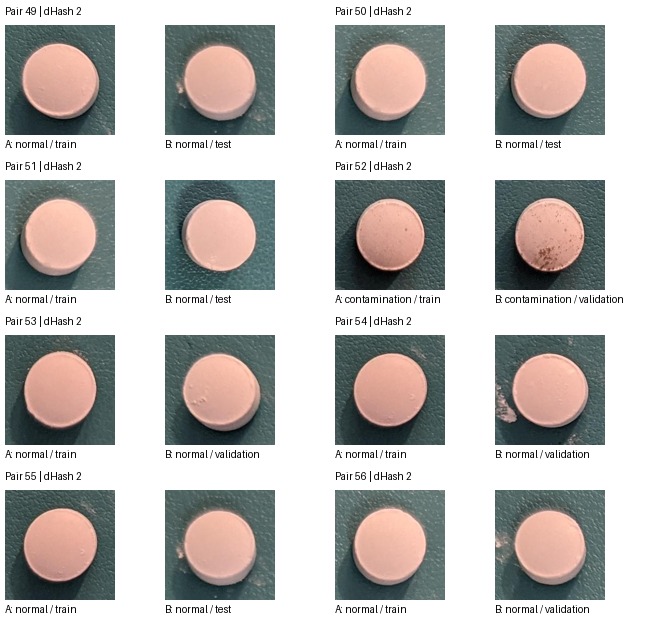 Pair 49 | dHash 2
Pair 50 | dHash 2
A: normal / train
B: normal / test
A: normal / train
B: normal / test
Pair 51 | dHash 2
Pair 52 | dHash 2
A: normal / train
B: normal / test
A: contamination / train
B: contamination / validation
Pair 53 | dHash 2
Pair 54 | dHash 2
A: normal / train
B: normal / validation
A: normal / train
B: normal / validation
Pair 55 | dHash 2
Pair 56 | dHash 2
A: normal / train
B: normal / test
A: normal / train
B: normal / validation